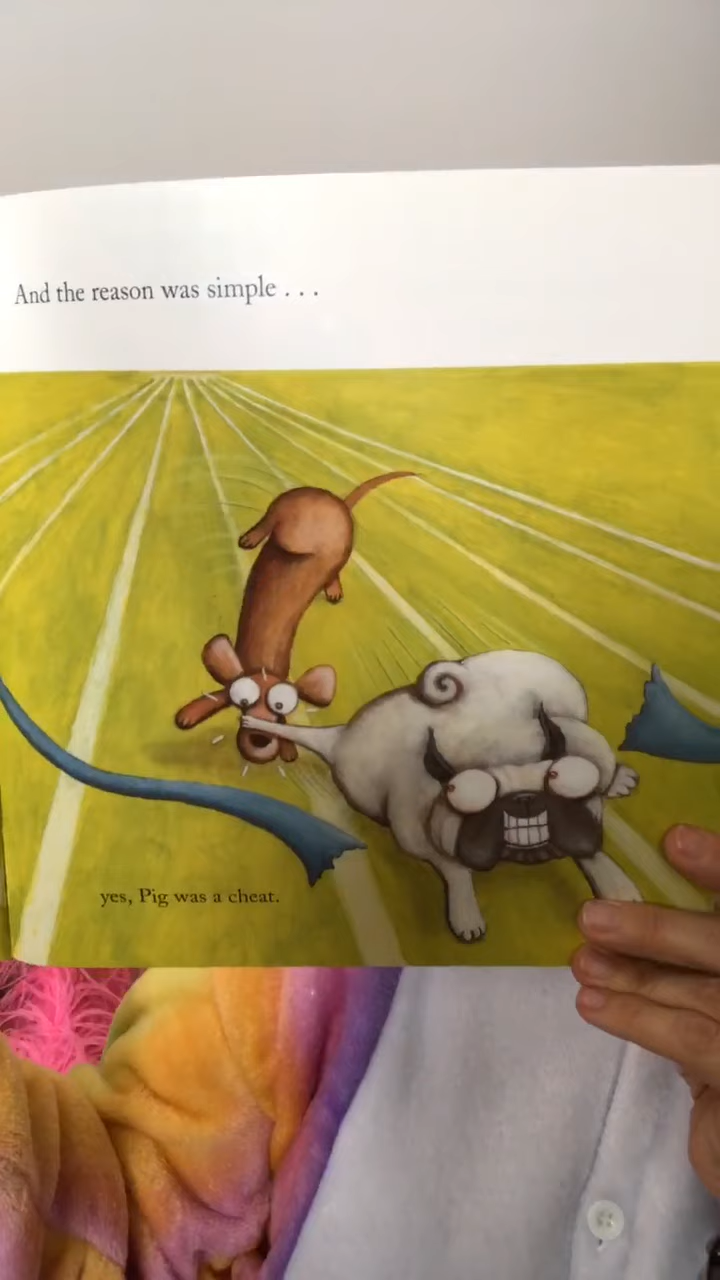 And the reason was simple . . .
yes, Pig was a cheat.